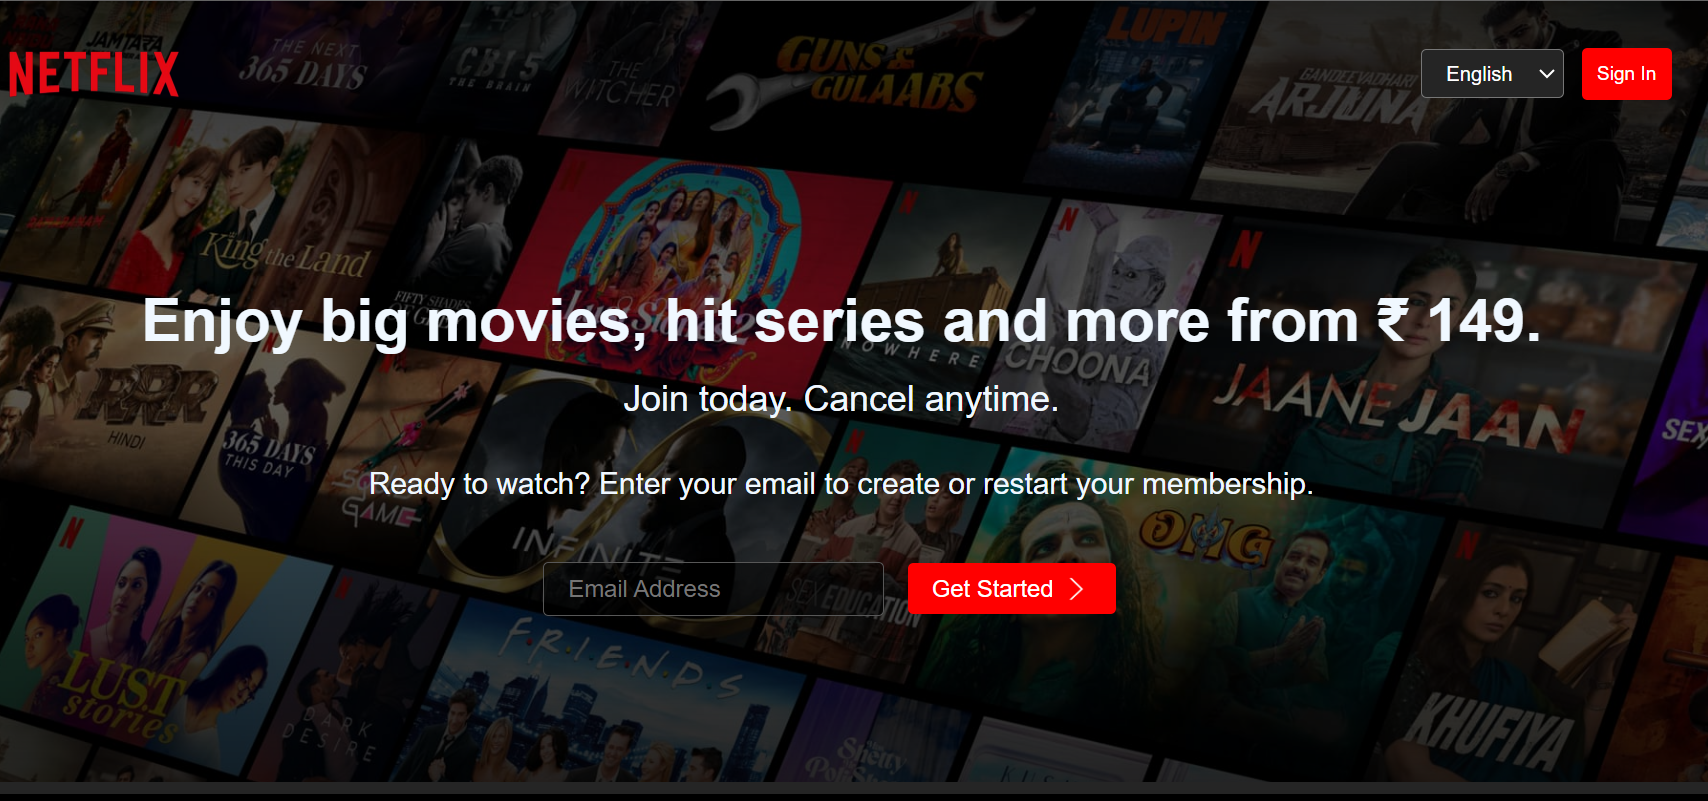 NETFLIX
English
Sign In
JAMTARA
THE NEXT
365 DAYS
CBI 5
THE BRAIN
THE
WITCHER
GUNS &
GULAABS
LUPIN
GANDEEVADHARI
ARJUNA
King the Land
FIFTY SHADES
Enjoy big movies, hit series and more from ₹ 149.
NOWHERE
CHOONA
JAANE JAAN
Join today. Cancel anytime.
RRR
HINDI
365 DAYS
THIS DAY
Ready to watch? Enter your email to create or restart your membership.
GAME
INFINITE
OMG
SEX EDUCATION
Email Address
Get Started
FRIENDS
LUST
stories
DARK
DESIRE
KHUFIYA